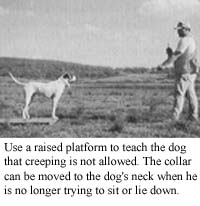 Use a raised platform to teach the dog
that creeping is not allowed. The collar
can be moved to the dog's neck when he
is no longer trying to sit or lie down.